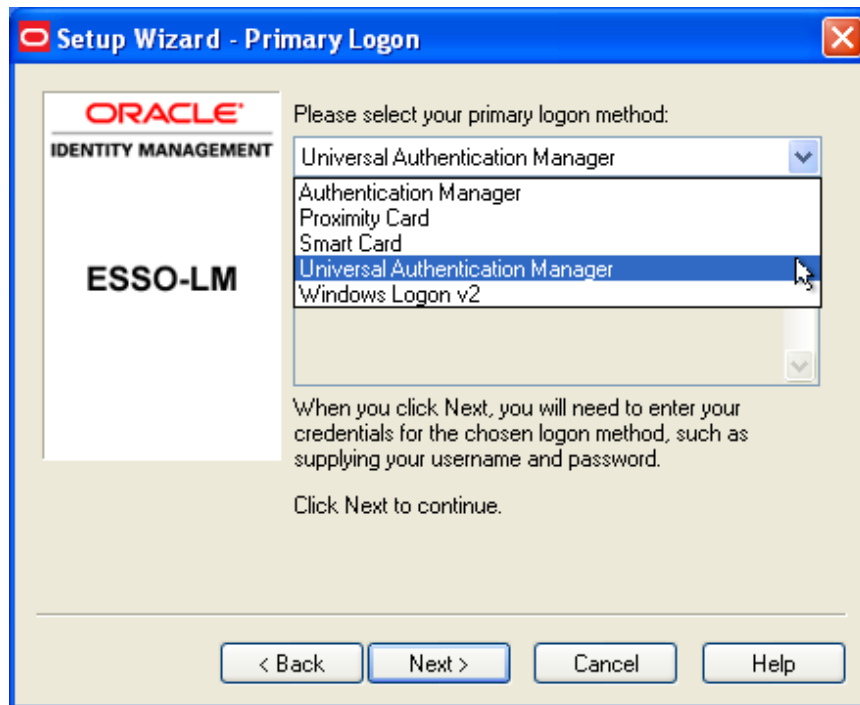 Setup Wizard - Primary Logon
ORACLE
IDENTITY MANAGEMENT
ESSO-LM
Please select your primary logon method:
Universal Authentication Manager
Authentication Manager
Proximity Card
Smart Card
Universal Authentication Manager
Windows Logon v2
When you click Next, you will need to enter your
credentials for the chosen logon method, such as
supplying your username and password.
Click Next to continue.
< Back
Next >
Cancel
Help